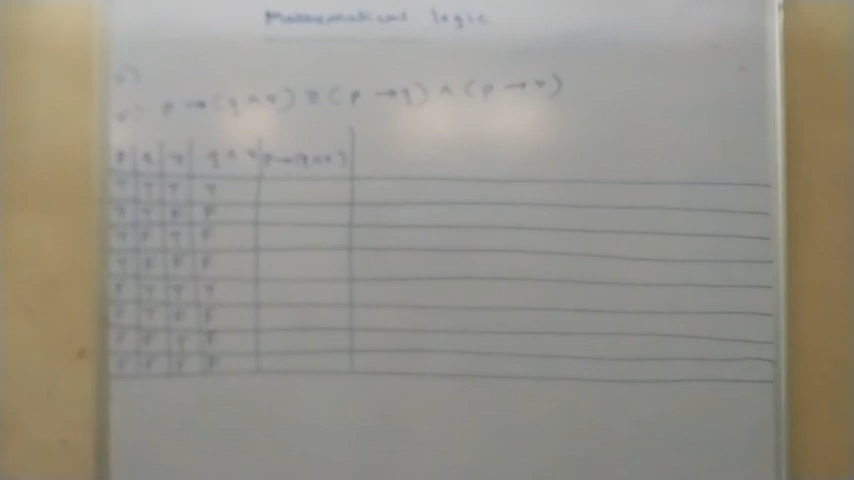 Mathematical logic
p → (q ∧ r) ≡ (p → q) ∧ (p → r)
p q r q ∧ r p→(q∧r)
T T T T
T T F F
T F T F
T F F F
F T T T
F T F F
F F T F
F F F F